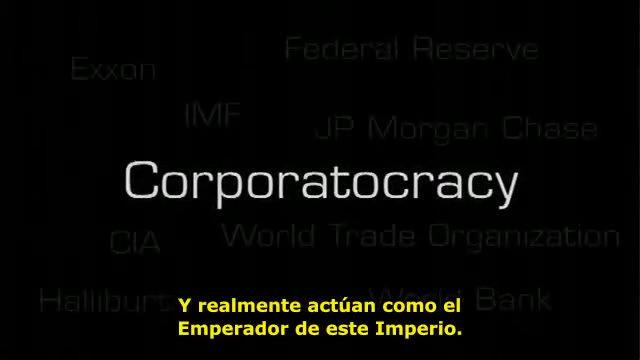 Federal Reserve
Exxon
IMF
JP Morgan Chase
Corporatocracy
CIA
World Trade Organization
Halliburt
World Bank
Y realmente actúan como el
Emperador de este Imperio.